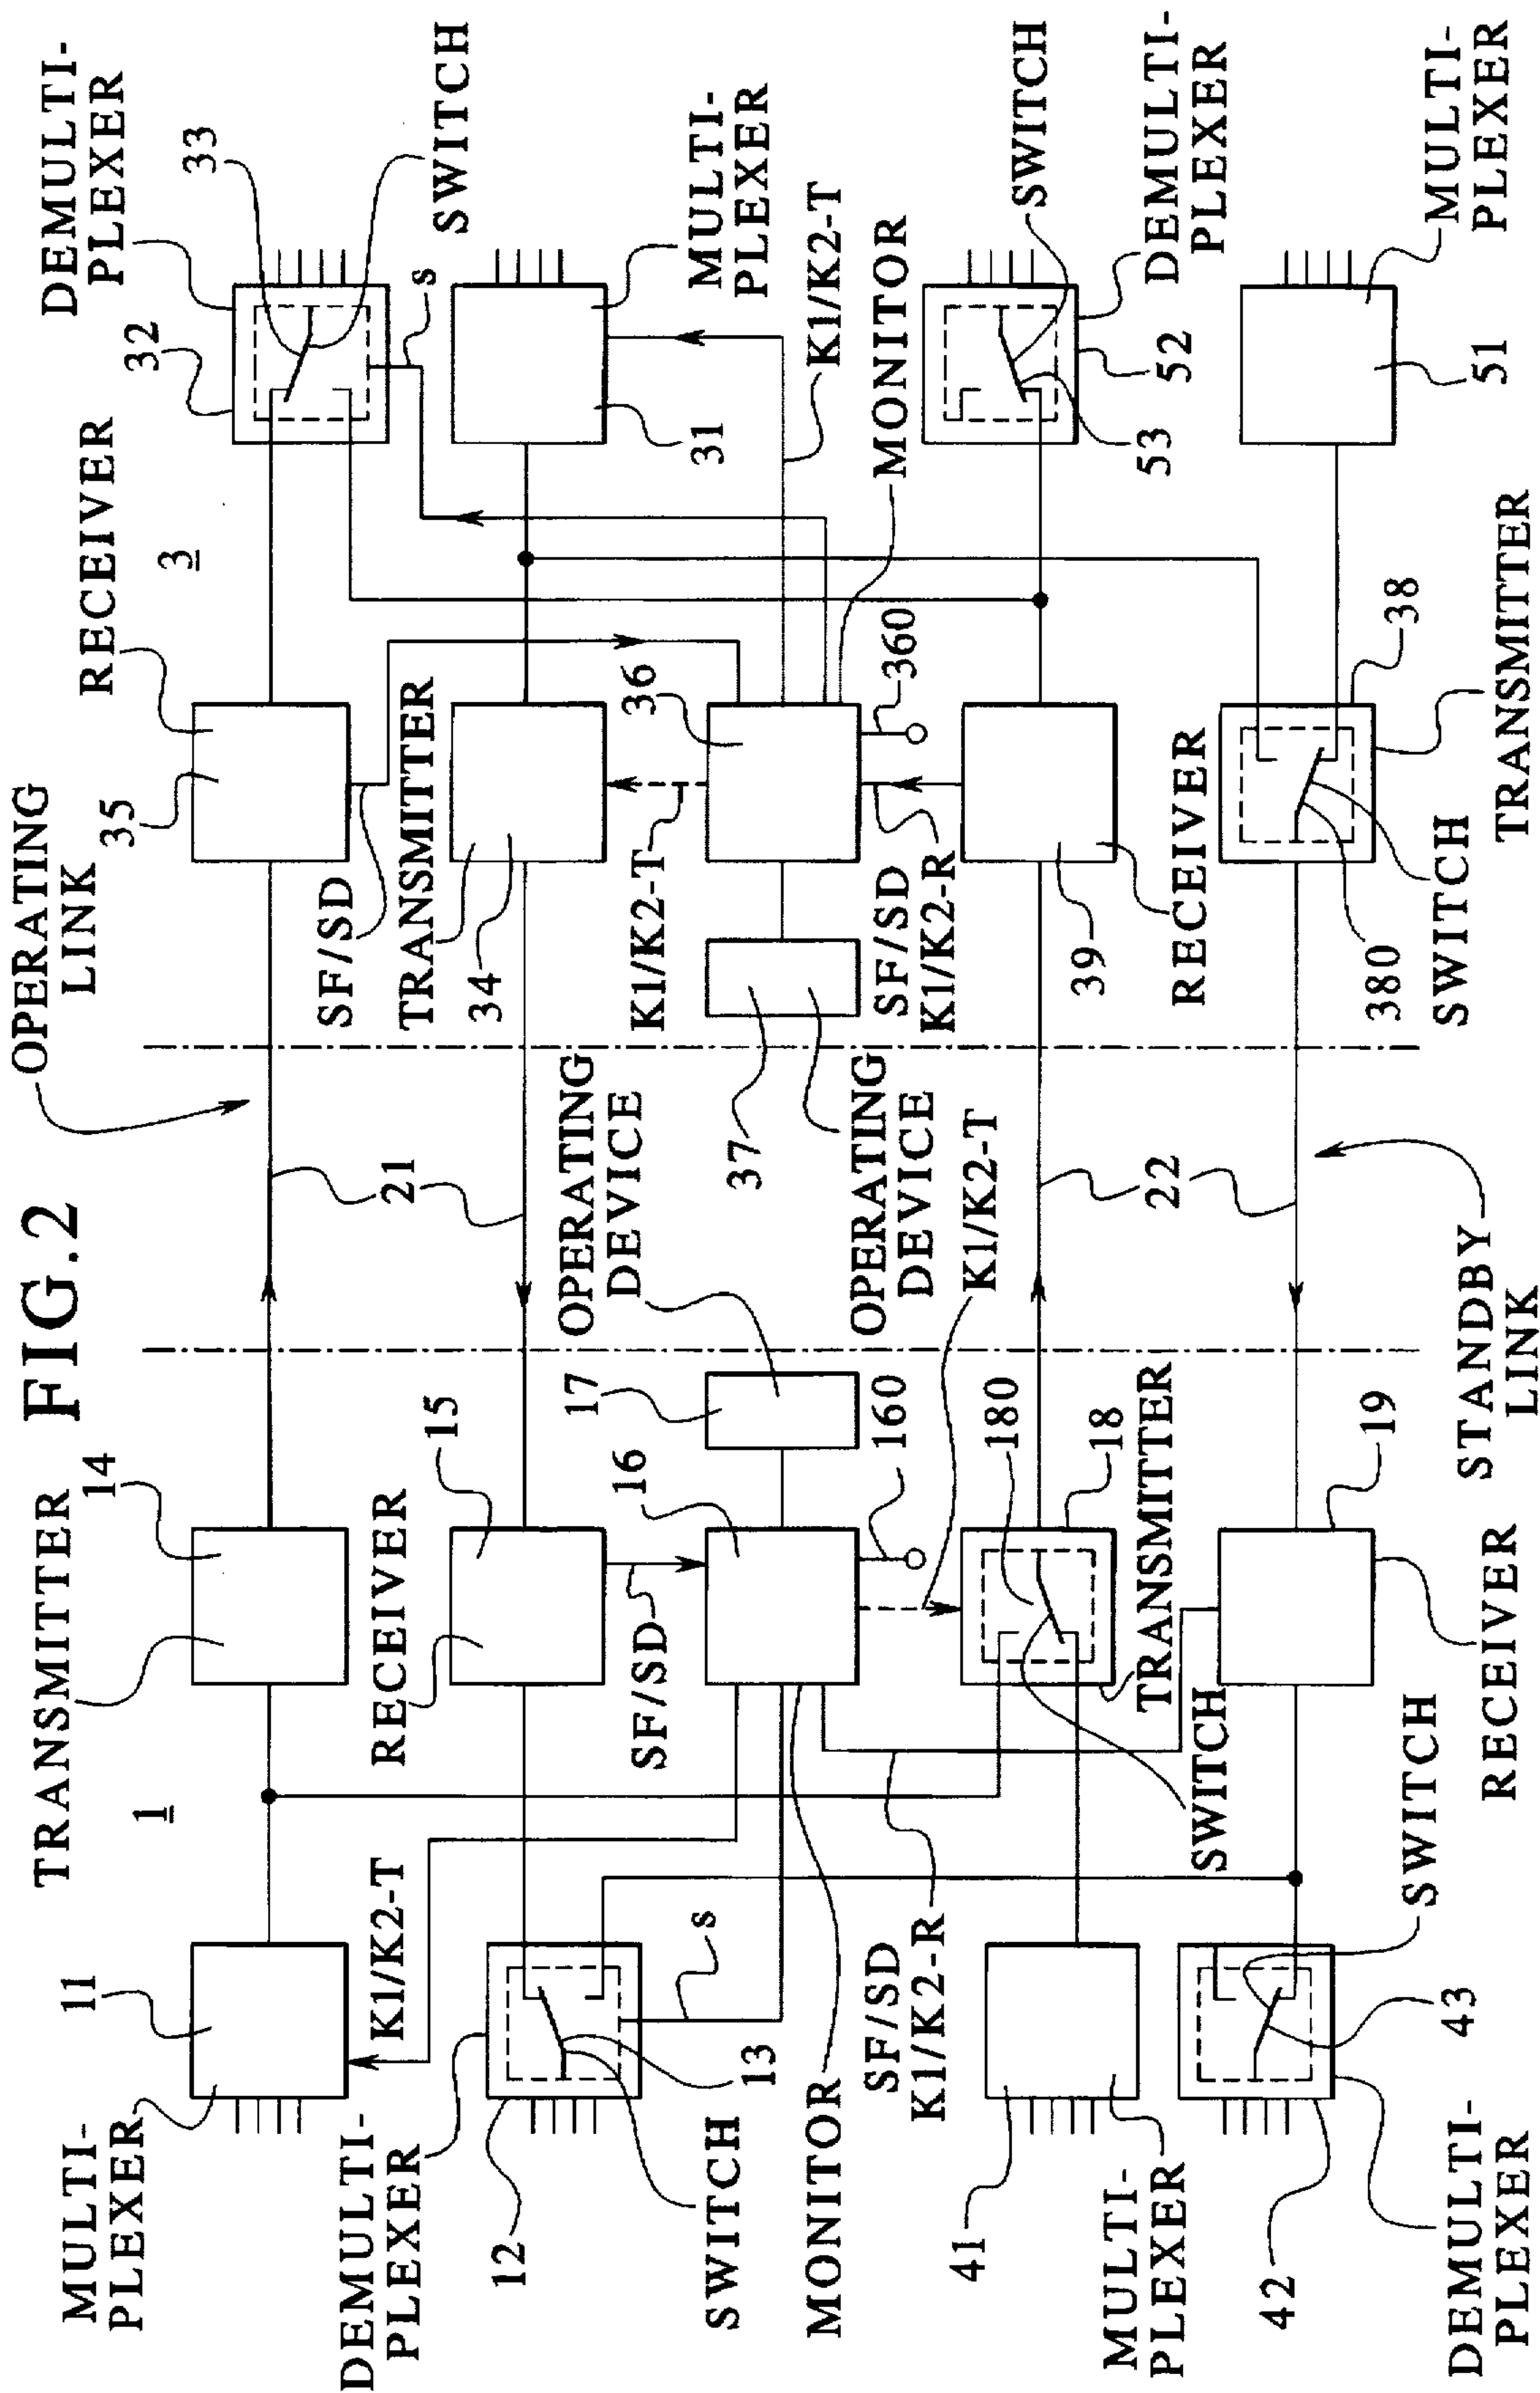 FIG.2
OPERATING
LINK
TRANSMITTER
14
1
MULTI-
PLEXER
11
K1/K2-T
RECEIVER
35
3
SF/SD
DEMULTI-
PLEXER
32
33
SWITCH
s
DEMULTI-
PLEXER
12
SWITCH
13
s
RECEIVER
15
SF/SD
21
TRANSMITTER
34
K1/K2-T
MULTI-
PLEXER
31
K1/K2-T
MONITOR
16
160
17
OPERATING
DEVICE
K1/K2-T
37
OPERATING
DEVICE
36
360
MONITOR
SF/SD
K1/K2-R
SF/SD
K1/K2-R
MULTI-
PLEXER
41
180
18
TRANSMITTER
SWITCH
22
39
RECEIVER
DEMULTI-
PLEXER
52
53
SWITCH
DEMULTI-
PLEXER
42
43
SWITCH
19
RECEIVER
STANDBY
LINK
380
SWITCH
38
TRANSMITTER
51
MULTI-
PLEXER